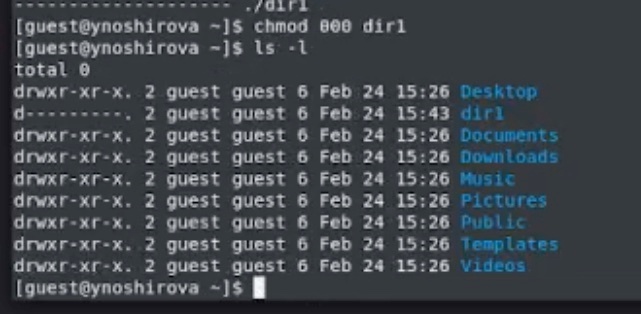 -------------------- ./dir1
[guest@ynoshirova ~]$ chmod 000 dir1
[guest@ynoshirova ~]$ ls -l
total 0
drwxr-xr-x. 2 guest guest 6 Feb 24 15:26 Desktop
d---------. 2 guest guest 6 Feb 24 15:43 dir1
drwxr-xr-x. 2 guest guest 6 Feb 24 15:26 Documents
drwxr-xr-x. 2 guest guest 6 Feb 24 15:26 Downloads
drwxr-xr-x. 2 guest guest 6 Feb 24 15:26 Music
drwxr-xr-x. 2 guest guest 6 Feb 24 15:26 Pictures
drwxr-xr-x. 2 guest guest 6 Feb 24 15:26 Public
drwxr-xr-x. 2 guest guest 6 Feb 24 15:26 Templates
drwxr-xr-x. 2 guest guest 6 Feb 24 15:26 Videos
[guest@ynoshirova ~]$